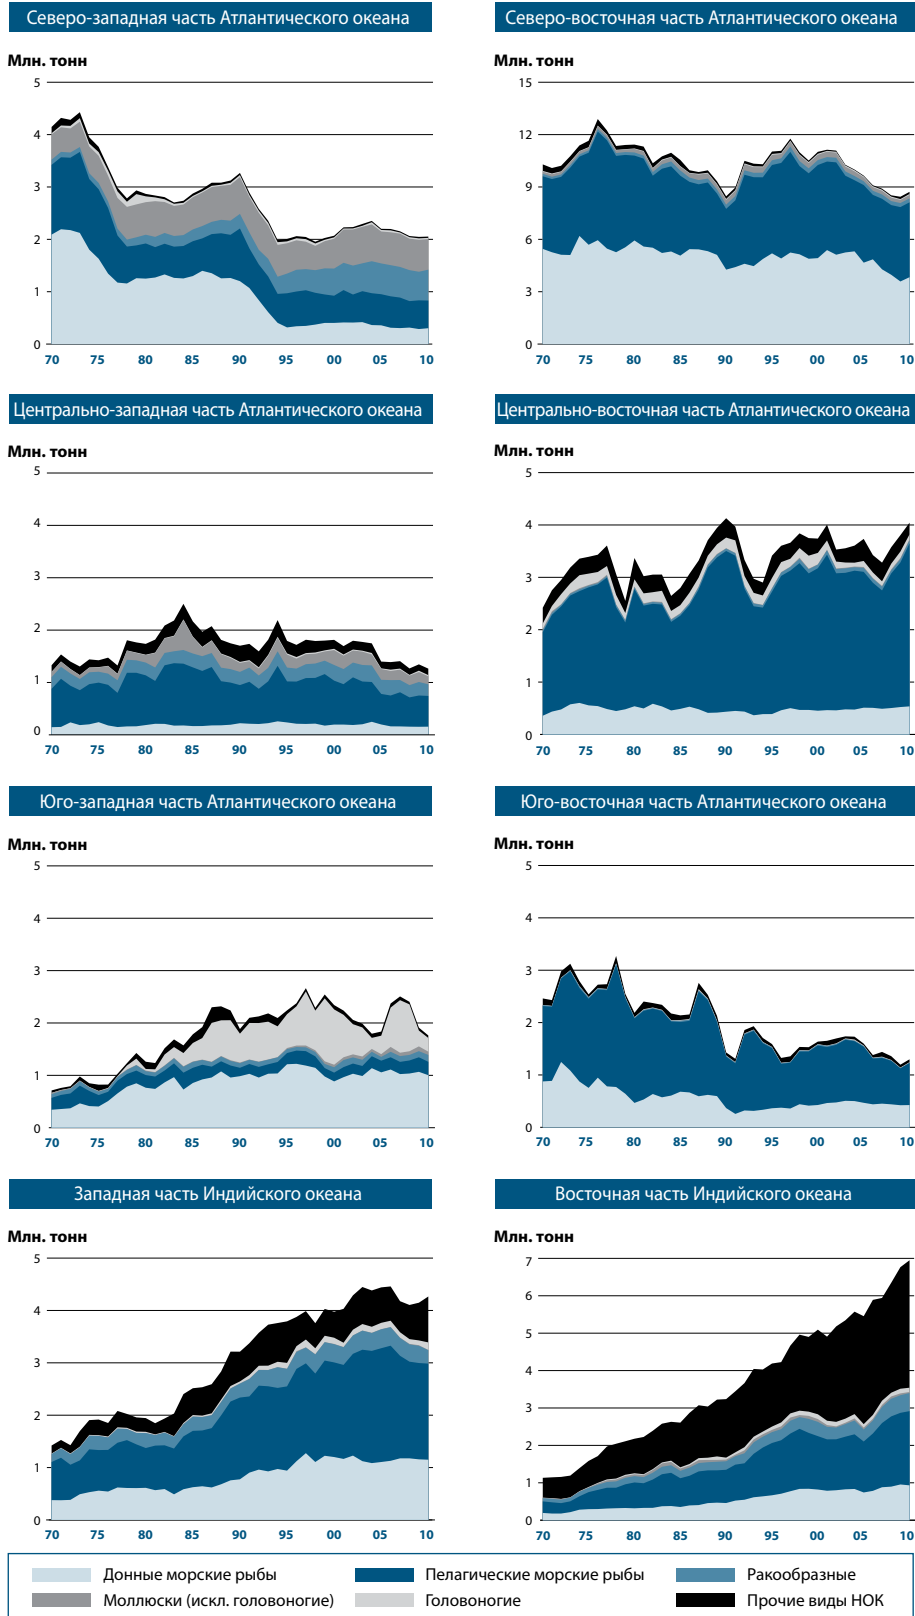 Северо-западная часть Атлантического океана
Млн. тонн
5
4
3
2
1
0
70 75 80 85 90 95 00 05 10
Северо-восточная часть Атлантического океана
Млн. тонн
15
12
9
6
3
0
70 75 80 85 90 95 00 05 10
Центрально-западная часть Атлантического океана
Млн. тонн
5
4
3
2
1
0
70 75 80 85 90 95 00 05 10
Центрально-восточная часть Атлантического океана
Млн. тонн
5
4
3
2
1
0
70 75 80 85 90 95 00 05 10
Юго-западная часть Атлантического океана
Млн. тонн
5
4
3
2
1
0
70 75 80 85 90 95 00 05 10
Юго-восточная часть Атлантического океана
Млн. тонн
5
4
3
2
1
0
70 75 80 85 90 95 00 05 10
Западная часть Индийского океана
Млн. тонн
5
4
3
2
1
0
70 75 80 85 90 95 00 05 10
Восточная часть Индийского океана
Млн. тонн
7
6
5
4
3
2
1
0
70 75 80 85 90 95 00 05 10
Донные морские рыбы
Пелагические морские рыбы
Ракообразные
Моллюски (искл. головоногие)
Головоногие
Прочие виды НОК